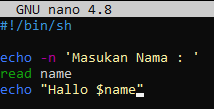 GNU nano 4.8
#!/bin/sh
echo -n 'Masukan Nama : '
read name
echo "Hallo $name"